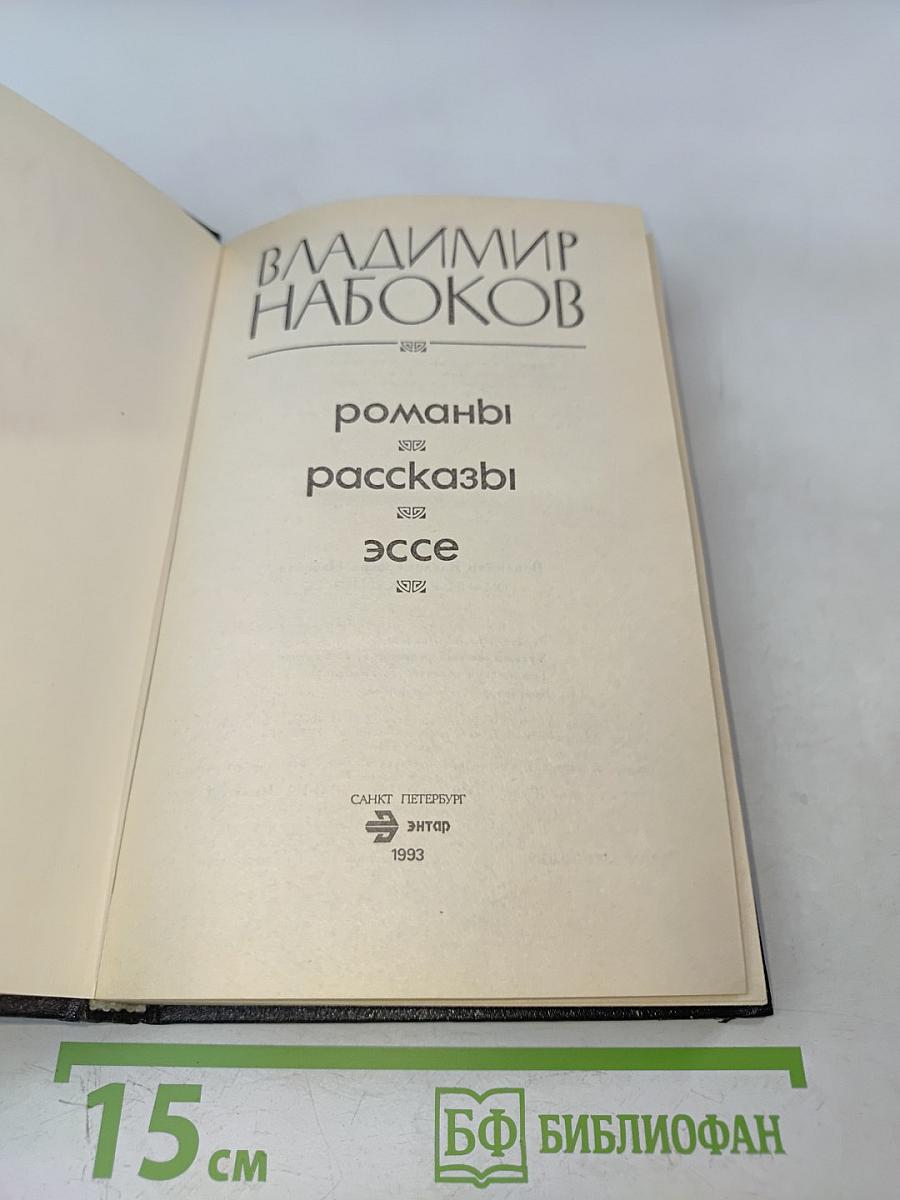 ВЛАДИМИР
НАБОКОВ
романы
рассказы
эссе
САНКТ ПЕТЕРБУРГ
энтар
1993
15 см
БФ БИБЛИОФАН